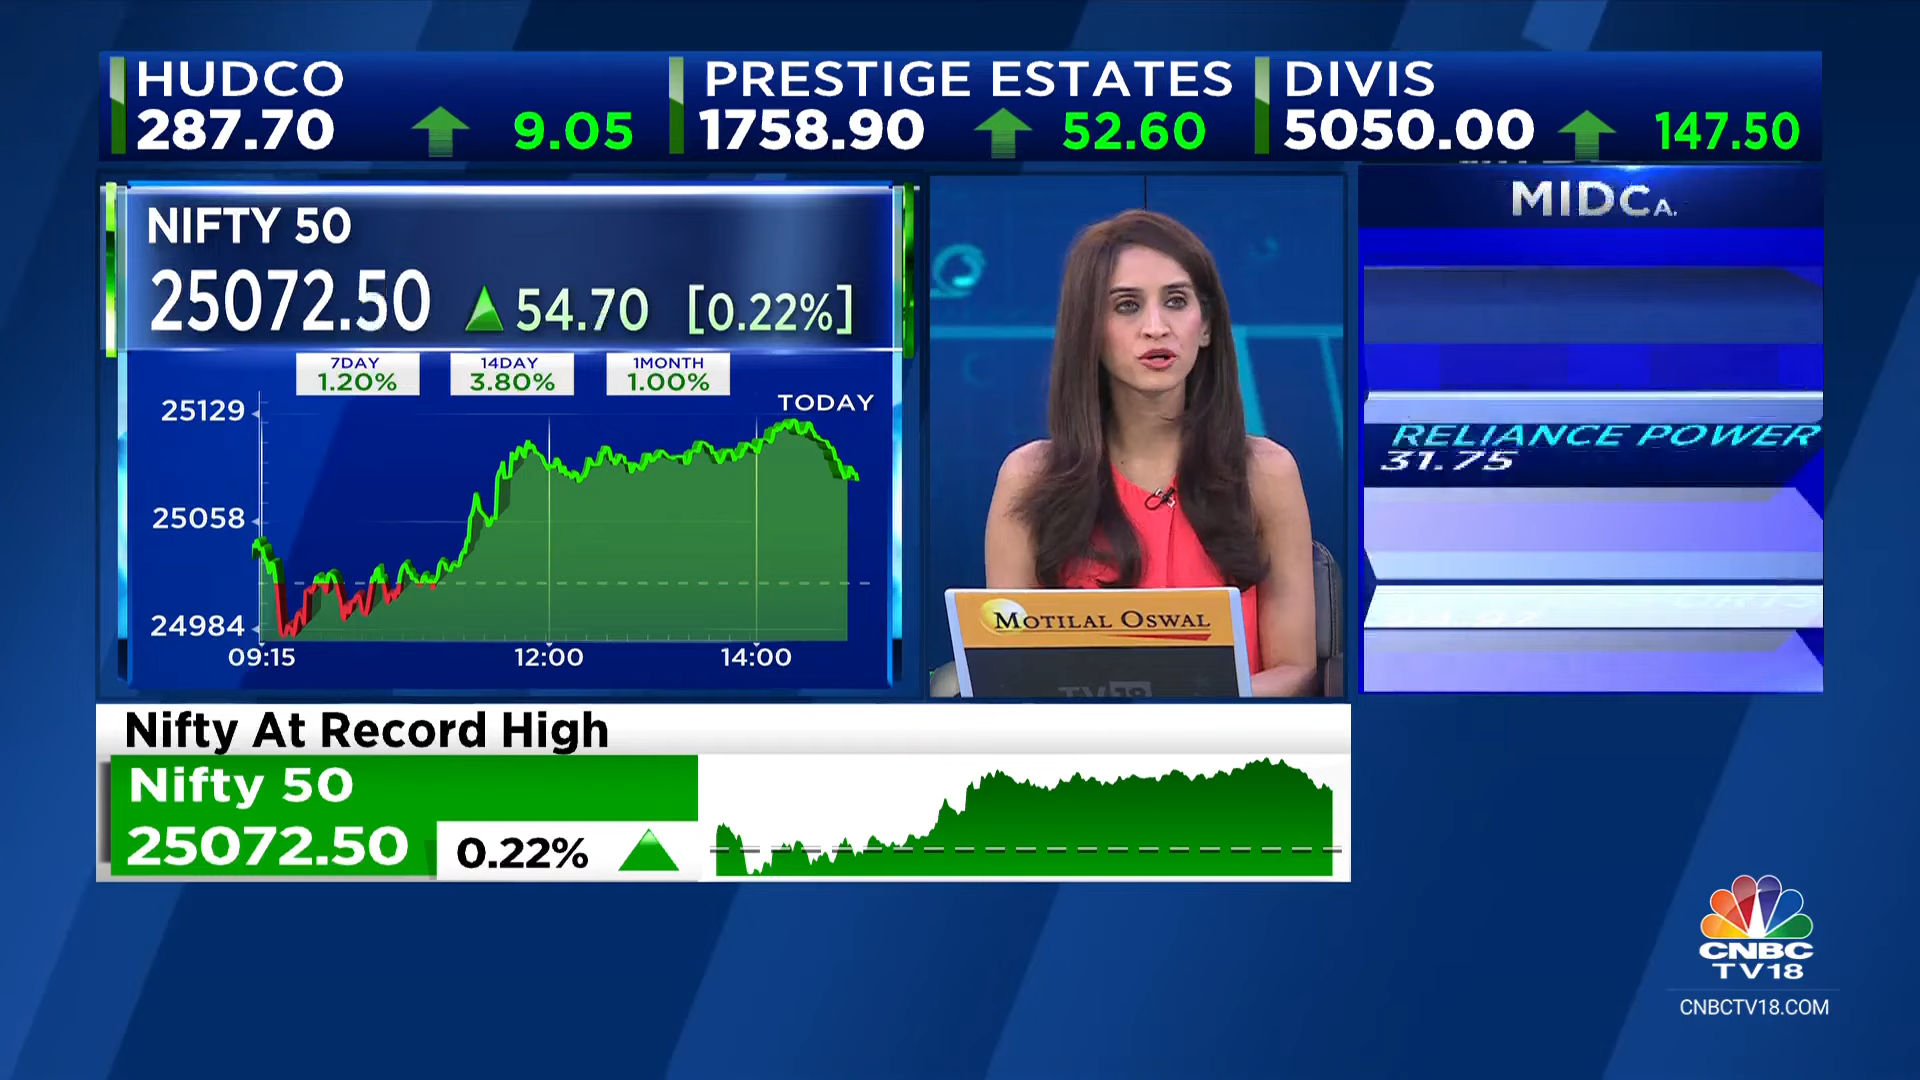 HUDCO
287.70 9.05
PRESTIGE ESTATES
1758.90 52.60
DIVIS
5050.00 147.50
NIFTY 50
25072.50 54.70 [0.22%]
7DAY
1.20%
14DAY
3.80%
1MONTH
1.00%
TODAY
25129
25058
24984
09:15 12:00 14:00
MOTILAL OSWAL
TV18
MIDCA
RELIANCE POWER
31.75
Nifty At Record High
Nifty 50
25072.50 0.22%
CNBC
TV18
CNBCTV18.COM